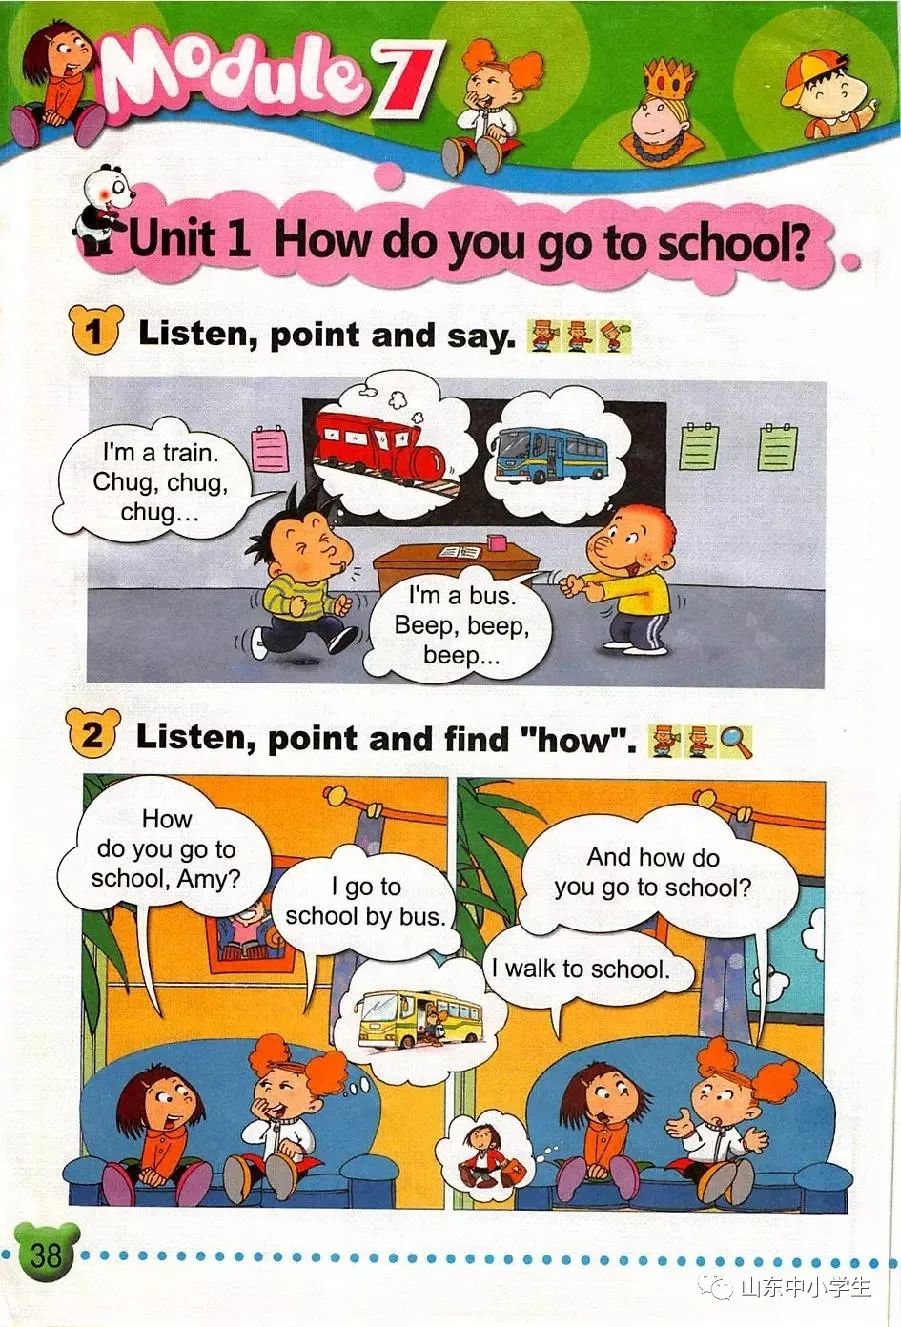 Module 7
Unit 1 How do you go to school?
1 Listen, point and say.
I'm a train.
Chug, chug,
chug...
I'm a bus.
Beep, beep,
beep...
2 Listen, point and find "how".
How
do you go to
school, Amy?
I go to
school by bus.
And how do
you go to school?
I walk to school.
38
山东中小学生